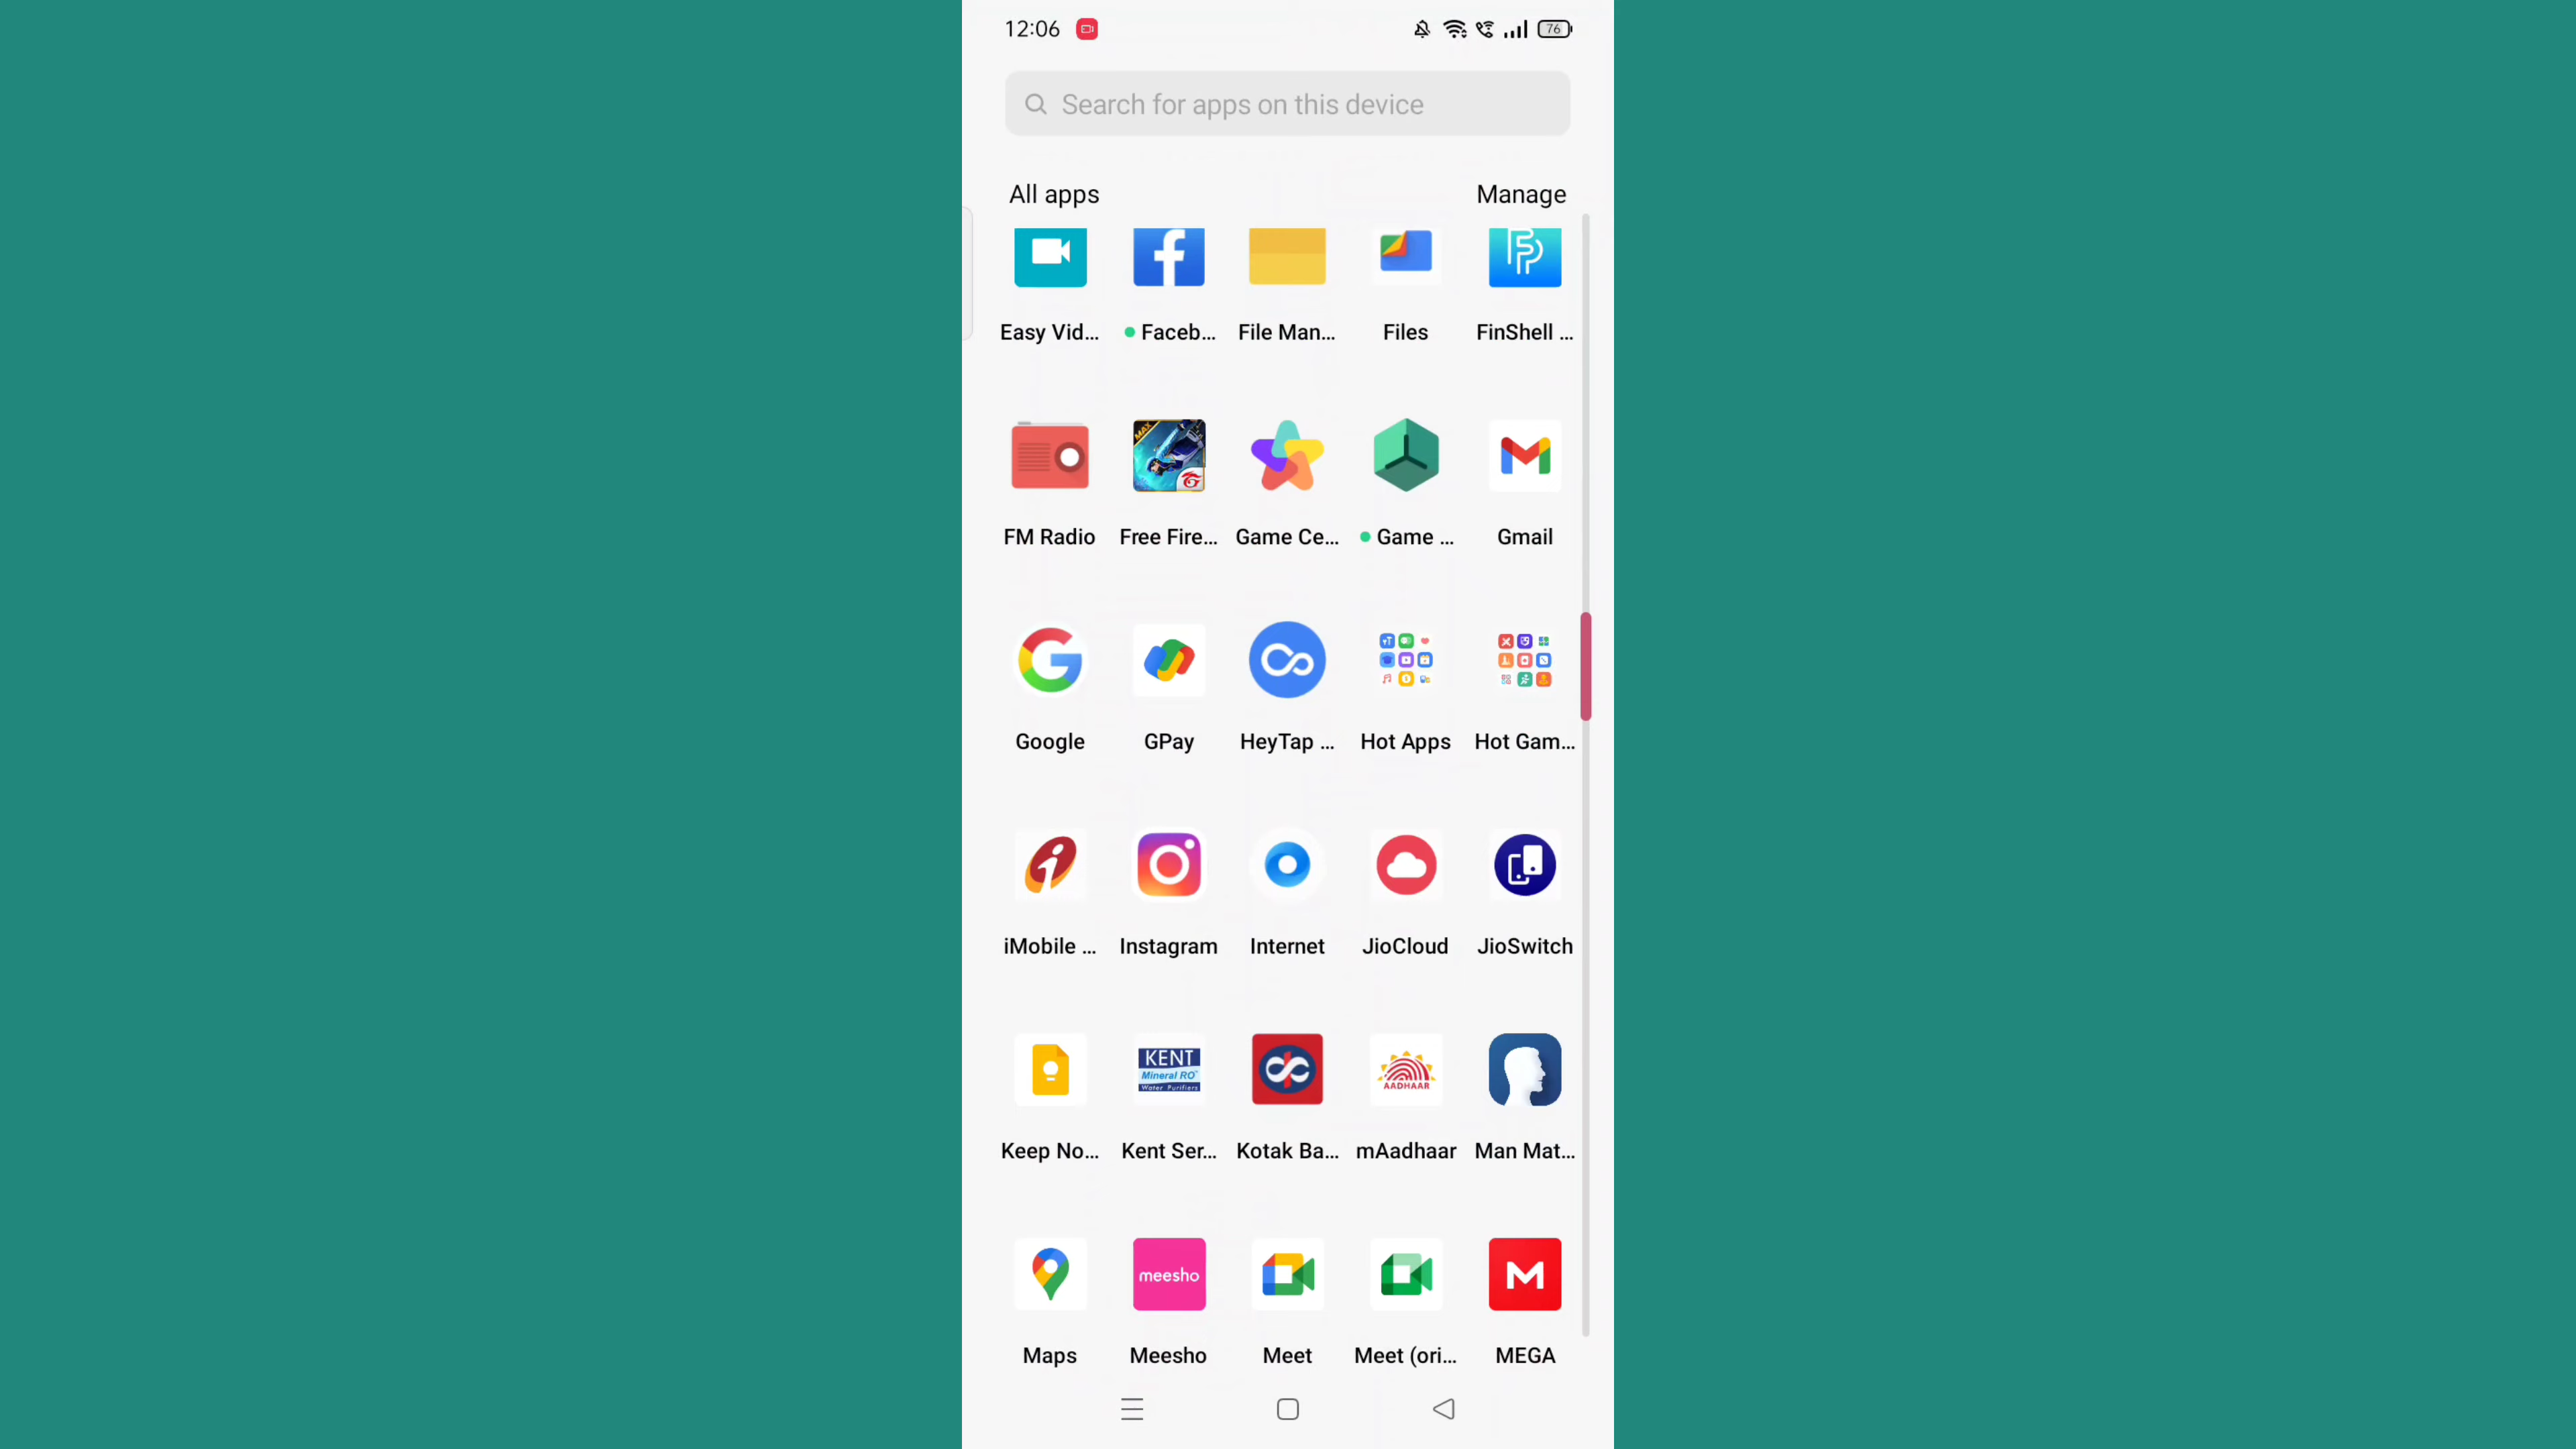 12:06 76
Search for apps on this device
All apps Manage
Easy Vid... Faceb... File Man... Files FinShell ...
MAX
FM Radio Free Fire... Game Ce... Game ... Gmail
Google GPay HeyTap ... Hot Apps Hot Gam...
iMobile ... Instagram Internet JioCloud JioSwitch
KENT
Mineral RO
Water Purifiers
AADHAAR
Keep No... Kent Ser... Kotak Ba... mAadhaar Man Mat...
meesho
Maps Meesho Meet Meet (ori... MEGA